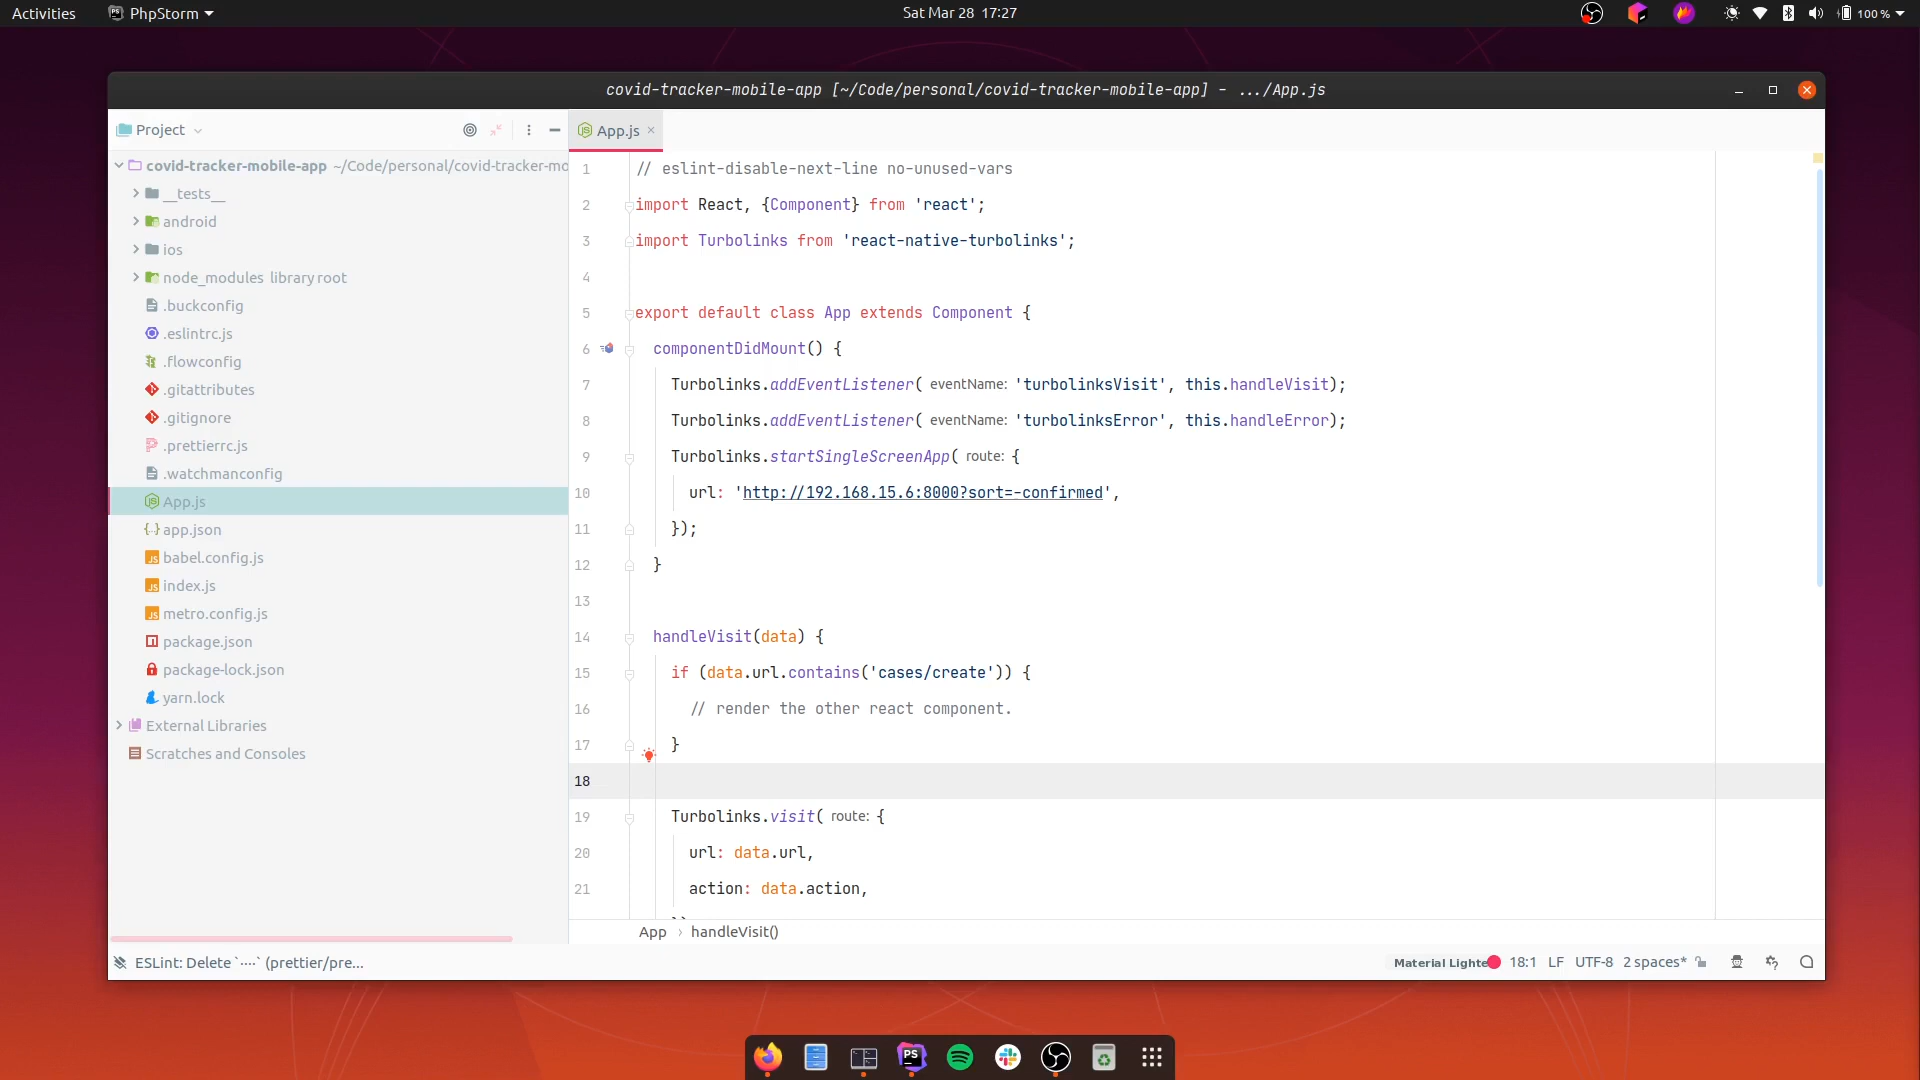 Activities PhpStorm Sat Mar 28 17:27 100 %
covid-tracker-mobile-app [~/Code/personal/covid-tracker-mobile-app] - .../App.js
Project
App.js
covid-tracker-mobile-app ~/Code/personal/covid-tracker-mo
__tests__
android
ios
node_modules library root
.buckconfig
.eslintrc.js
.flowconfig
.gitattributes
.gitignore
.prettierrc.js
.watchmanconfig
App.js
app.json
babel.config.js
index.js
metro.config.js
package.json
package-lock.json
yarn.lock
External Libraries
Scratches and Consoles
1 // eslint-disable-next-line no-unused-vars
2 import React, {Component} from 'react';
3 import Turbolinks from 'react-native-turbolinks';
4
5 export default class App extends Component {
6 componentDidMount() {
7 Turbolinks.addEventListener( eventName: 'turbolinksVisit', this.handleVisit);
8 Turbolinks.addEventListener( eventName: 'turbolinksError', this.handleError);
9 Turbolinks.startSingleScreenApp( route: {
10 url: 'http://192.168.15.6:8000?sort=-confirmed',
11 });
12 }
13
14 handleVisit(data) {
15 if (data.url.contains('cases/create')) {
16 // render the other react component.
17 }
18
19 Turbolinks.visit( route: {
20 url: data.url,
21 action: data.action,
App › handleVisit()
ESLint: Delete `····` (prettier/pre...
Material Lighte 18:1 LF UTF-8 2 spaces*
PS